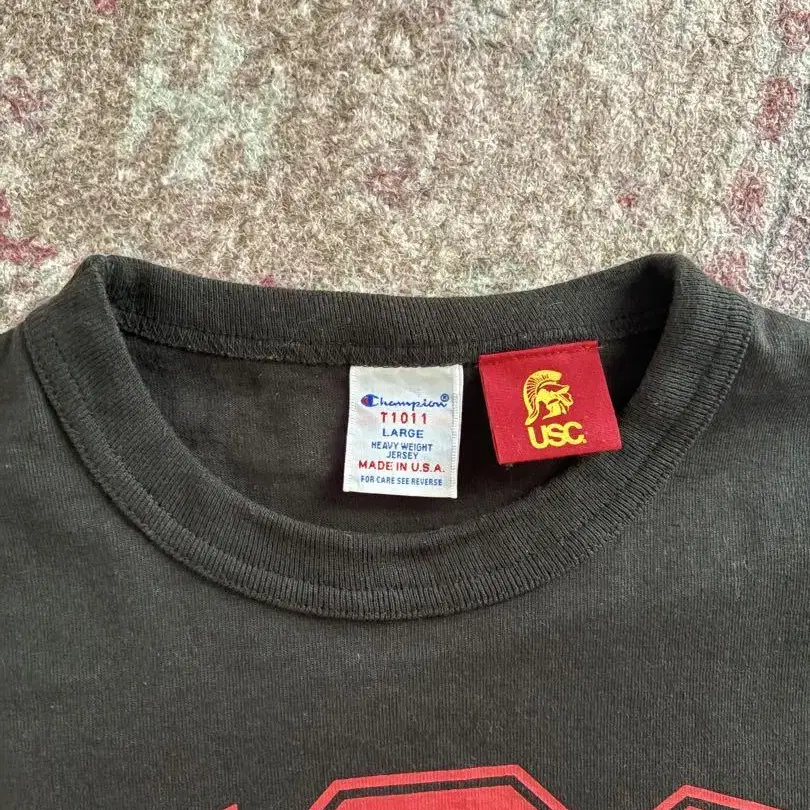 Champion®
T1011
LARGE
HEAVY WEIGHT
JERSEY
MADE IN U.S.A.
FOR CARE SEE REVERSE
USC